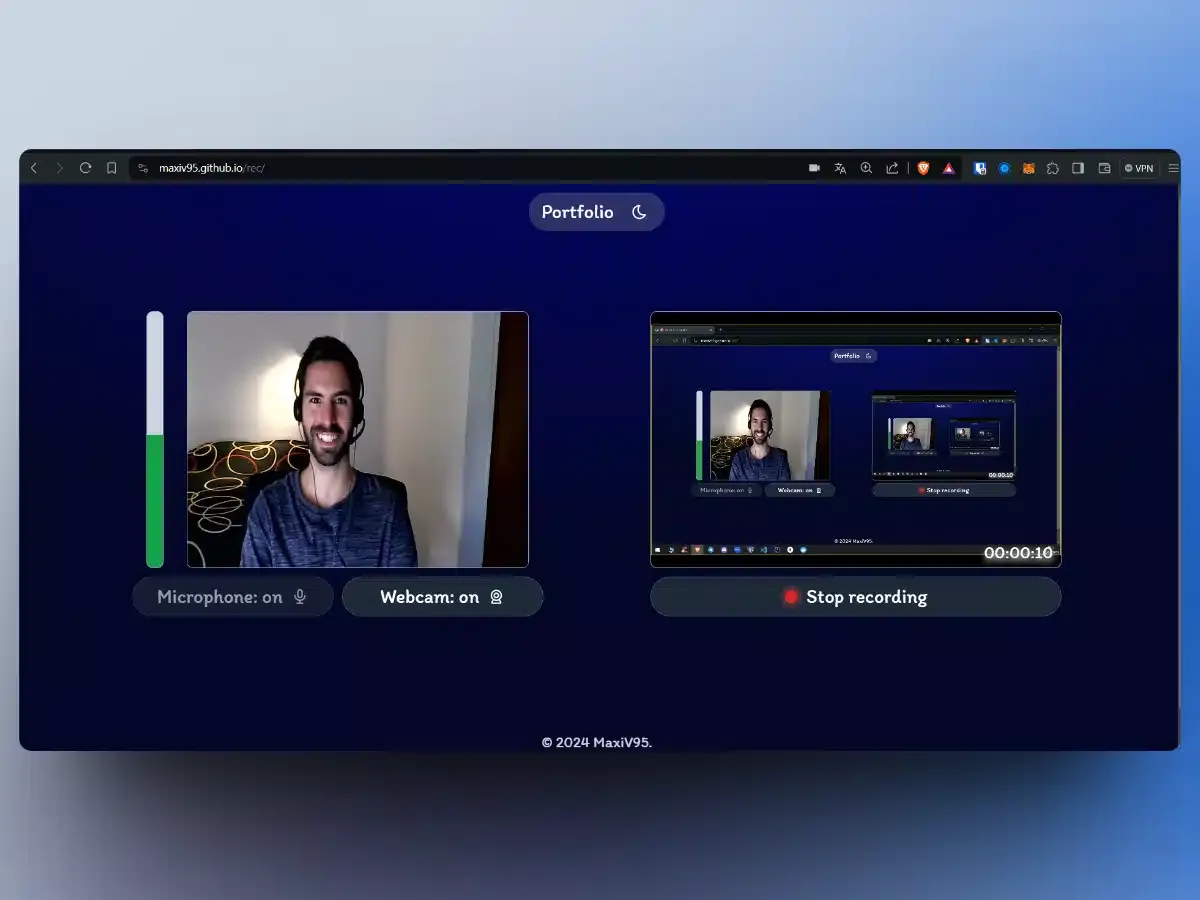 maxiv95.github.io/rec/
VPN
Portfolio
Portfolio
Microphone: on
Webcam: on
Stop recording
© 2024 MaxiV95.
00:00:10
00:00:10
Microphone: on
Webcam: on
Stop recording
© 2024 MaxiV95.